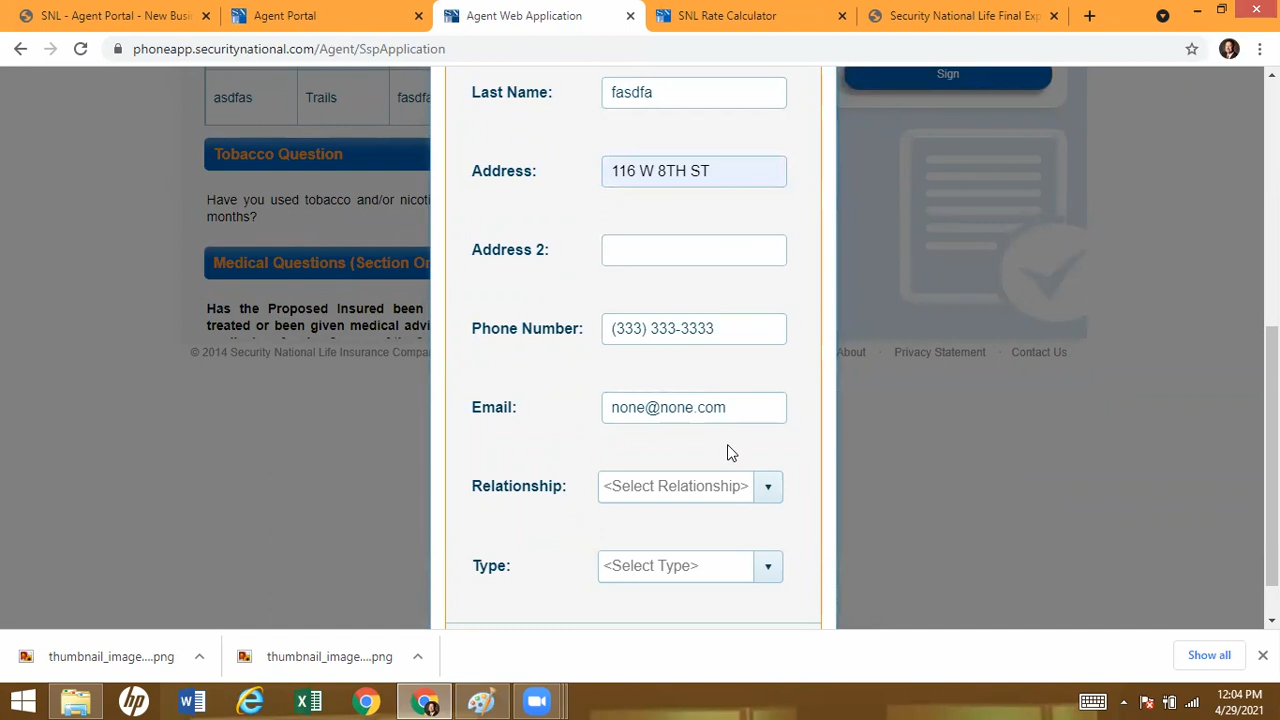 SNL - Agent Portal - New Busi
Agent Portal
Agent Web Application
SNL Rate Calculator
Security National Life Final Exp
phoneapp.securitynational.com/Agent/SspApplication
Last Name:
fasdfa
Sign
asdfas
Trails
fasdfa
Tobacco Question
Address:
116 W 8TH ST
Have you used tobacco and/or nicoti
months?
Address 2:
Medical Questions (Section On
Has the Proposed Insured been
treated or been given medical advi
Phone Number:
(333) 333-3333
© 2014 Security National Life Insurance Compa
About · Privacy Statement · Contact Us
Email:
none@none.com
Relationship:
<Select Relationship>
Type:
<Select Type>
thumbnail_image....png
thumbnail_image....png
Show all
12:04 PM
4/29/2021